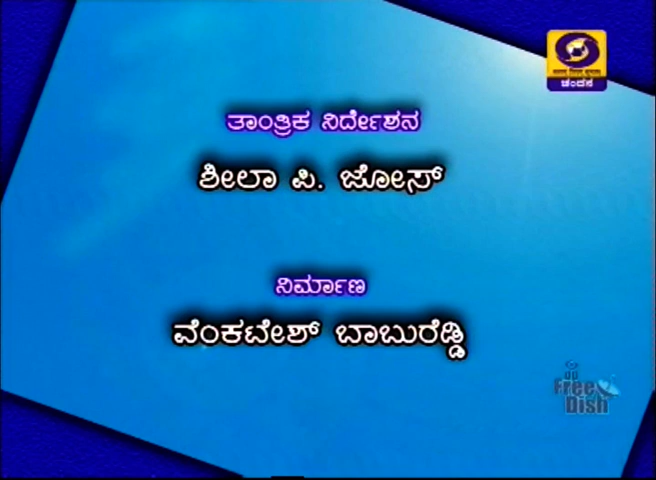 ಚಂದನ
ತಾಂತ್ರಿಕ ನಿರ್ದೇಶನ
ಶೀಲಾ ಪಿ. ಜೋಸ್
ನಿರ್ಮಾಣ
ವೆಂಕಟೇಶ್ ಬಾಬುರೆಡ್ಡಿ
Free
Dish